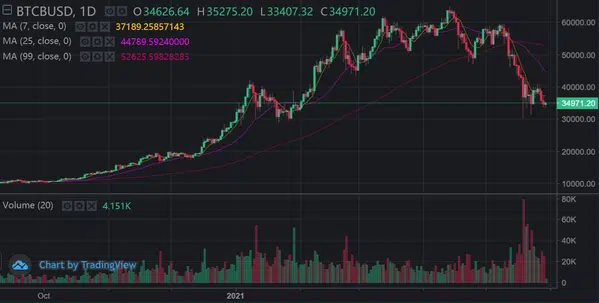 BTCBUSD, 1D O34626.64 H35275.20 L33407.32 C34971.20
MA (7, close, 0) 37189.25857143
MA (25, close, 0) 44789.59240000
MA (99, close, 0) 52623.59828283
60000.00
50000.00
40000.00
34971.20
30000.00
20000.00
10000.00
Volume (20) 4.151K
80K
60K
40K
20K
0
Chart by TradingView
Oct 2021